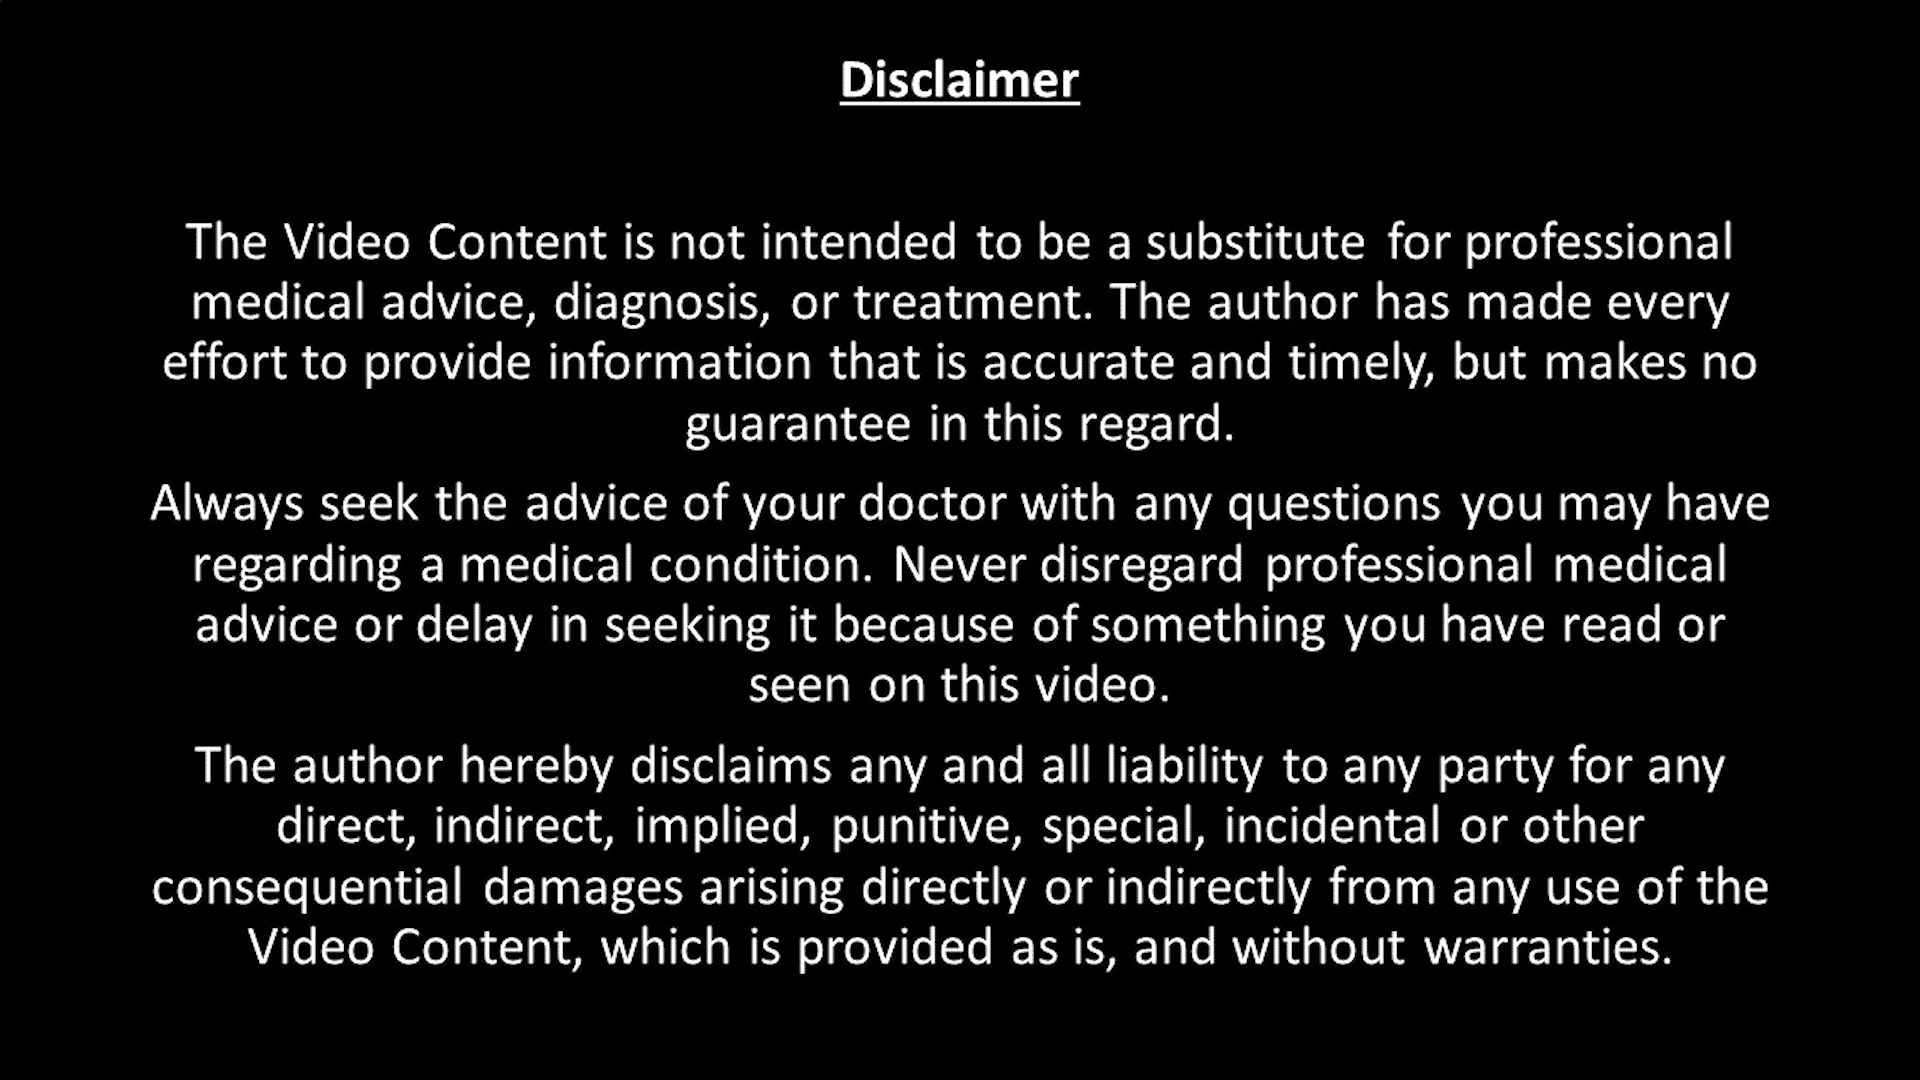 Disclaimer
The Video Content is not intended to be a substitute for professional
medical advice, diagnosis, or treatment. The author has made every
effort to provide information that is accurate and timely, but makes no
guarantee in this regard.
Always seek the advice of your doctor with any questions you may have
regarding a medical condition. Never disregard professional medical
advice or delay in seeking it because of something you have read or
seen on this video.
The author hereby disclaims any and all liability to any party for any
direct, indirect, implied, punitive, special, incidental or other
consequential damages arising directly or indirectly from any use of the
Video Content, which is provided as is, and without warranties.